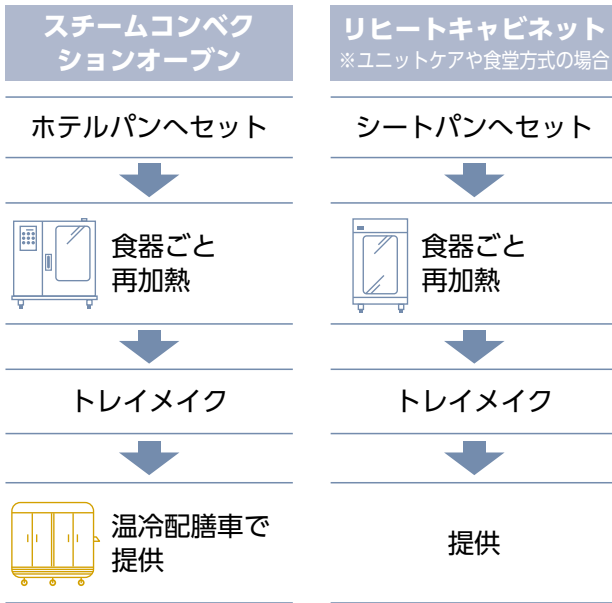 スチームコンベク
ションオーブン
ホテルパンへセット
食器ごと
再加熱
トレイメイク
温冷配膳車で
提供
リヒートキャビネット
※ユニットケアや食堂方式の場合
シートパンへセット
食器ごと
再加熱
トレイメイク
提供